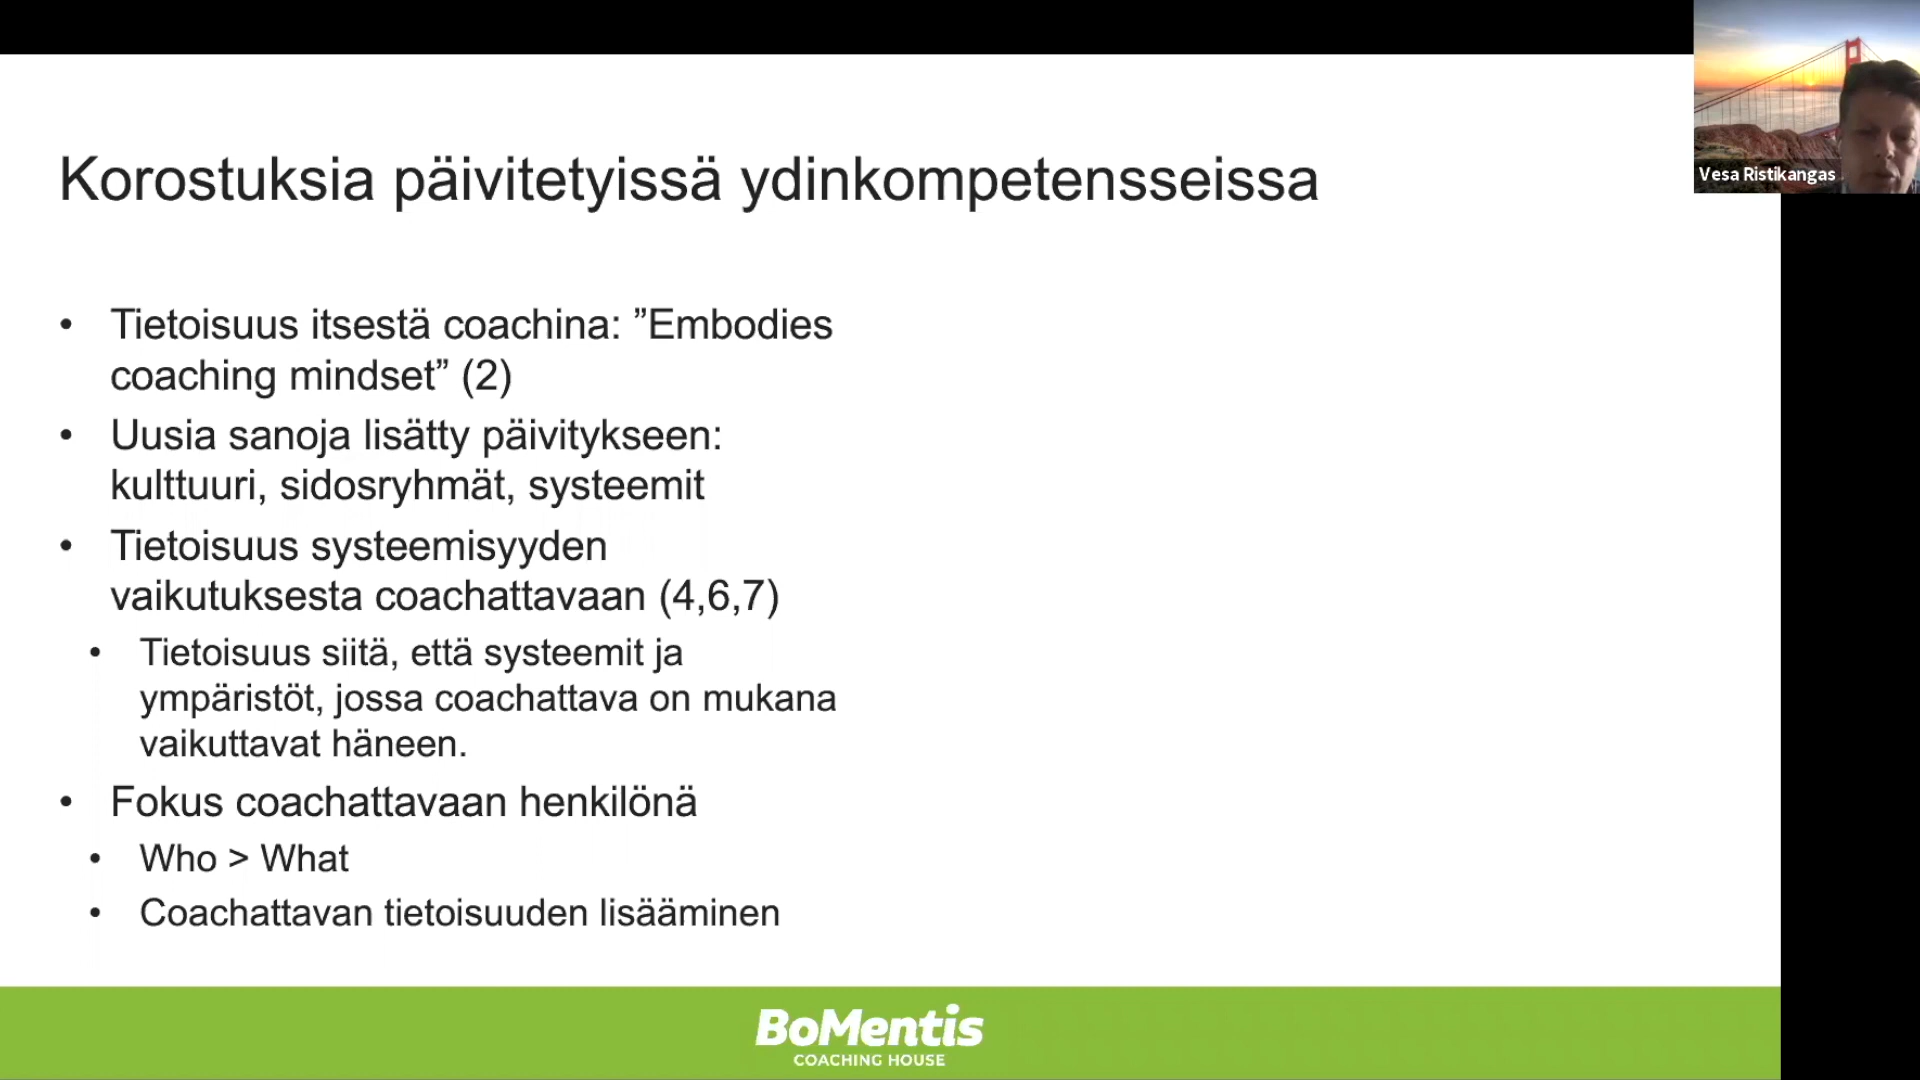 Korostuksia päivitetyissä ydinkompetensseissa
Vesa Ristikangas
• Tietoisuus itsestä coachina: ”Embodies
coaching mindset” (2)
• Uusia sanoja lisätty päivitykseen:
kulttuuri, sidosryhmät, systeemit
• Tietoisuus systeemisyyden
vaikutuksesta coachattavaan (4,6,7)
• Tietoisuus siitä, että systeemit ja
ympäristöt, jossa coachattava on mukana
vaikuttavat häneen.
• Fokus coachattavaan henkilönä
• Who > What
• Coachattavan tietoisuuden lisääminen
BoMentis
COACHING HOUSE